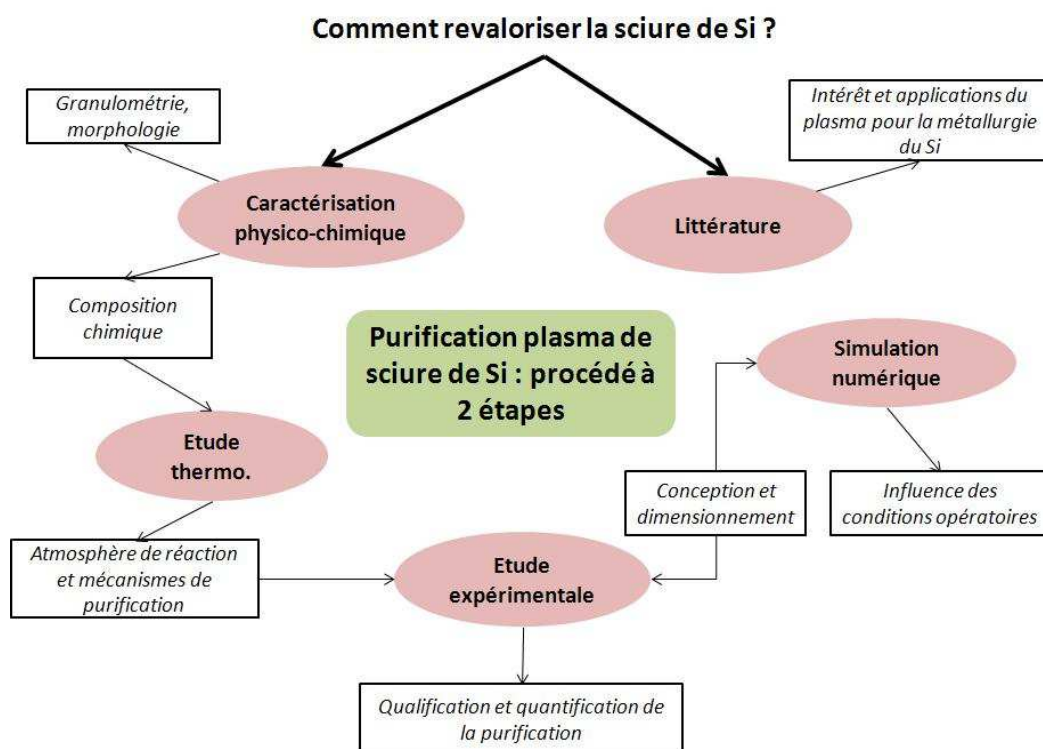 Comment revaloriser la sciure de Si ?
Granulométrie,
morphologie
Intérêt et applications du
plasma pour la métallurgie
du Si
Caractérisation
physico-chimique
Littérature
Composition
chimique
Purification plasma de
sciure de Si : procédé à
2 étapes
Simulation
numérique
Etude
thermo.
Conception et
dimensionnement
Influence des
conditions opératoires
Atmosphère de réaction
et mécanismes de
purification
Etude
expérimentale
Qualification et quantification de
la purification